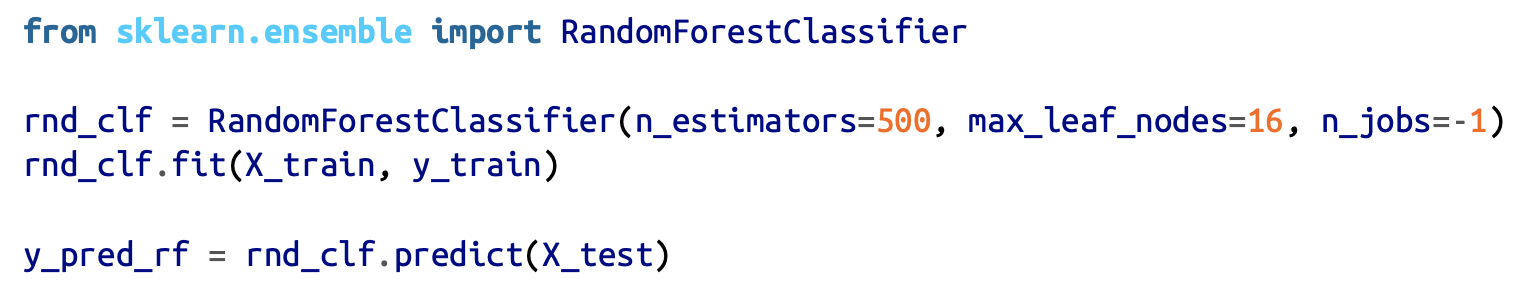 from sklearn.ensemble import RandomForestClassifier
rnd_clf = RandomForestClassifier(n_estimators=500, max_leaf_nodes=16, n_jobs=-1)
rnd_clf.fit(X_train, y_train)
y_pred_rf = rnd_clf.predict(X_test)